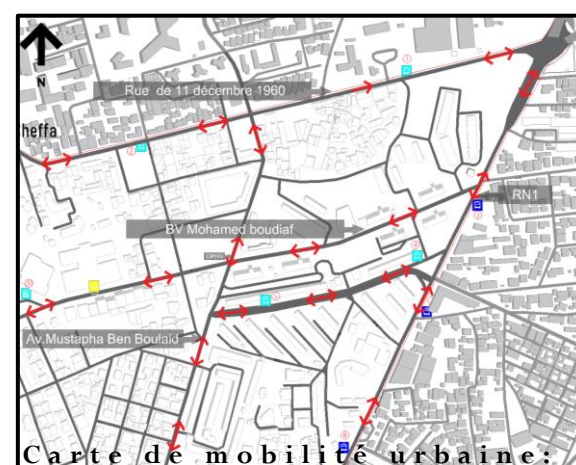 N
Rue de 11 décembre 1960
heffa
RN1
BV Mohamed boudiaf
Av.Mustapha Ben Boulaid
Carte de mobilité urbaine: